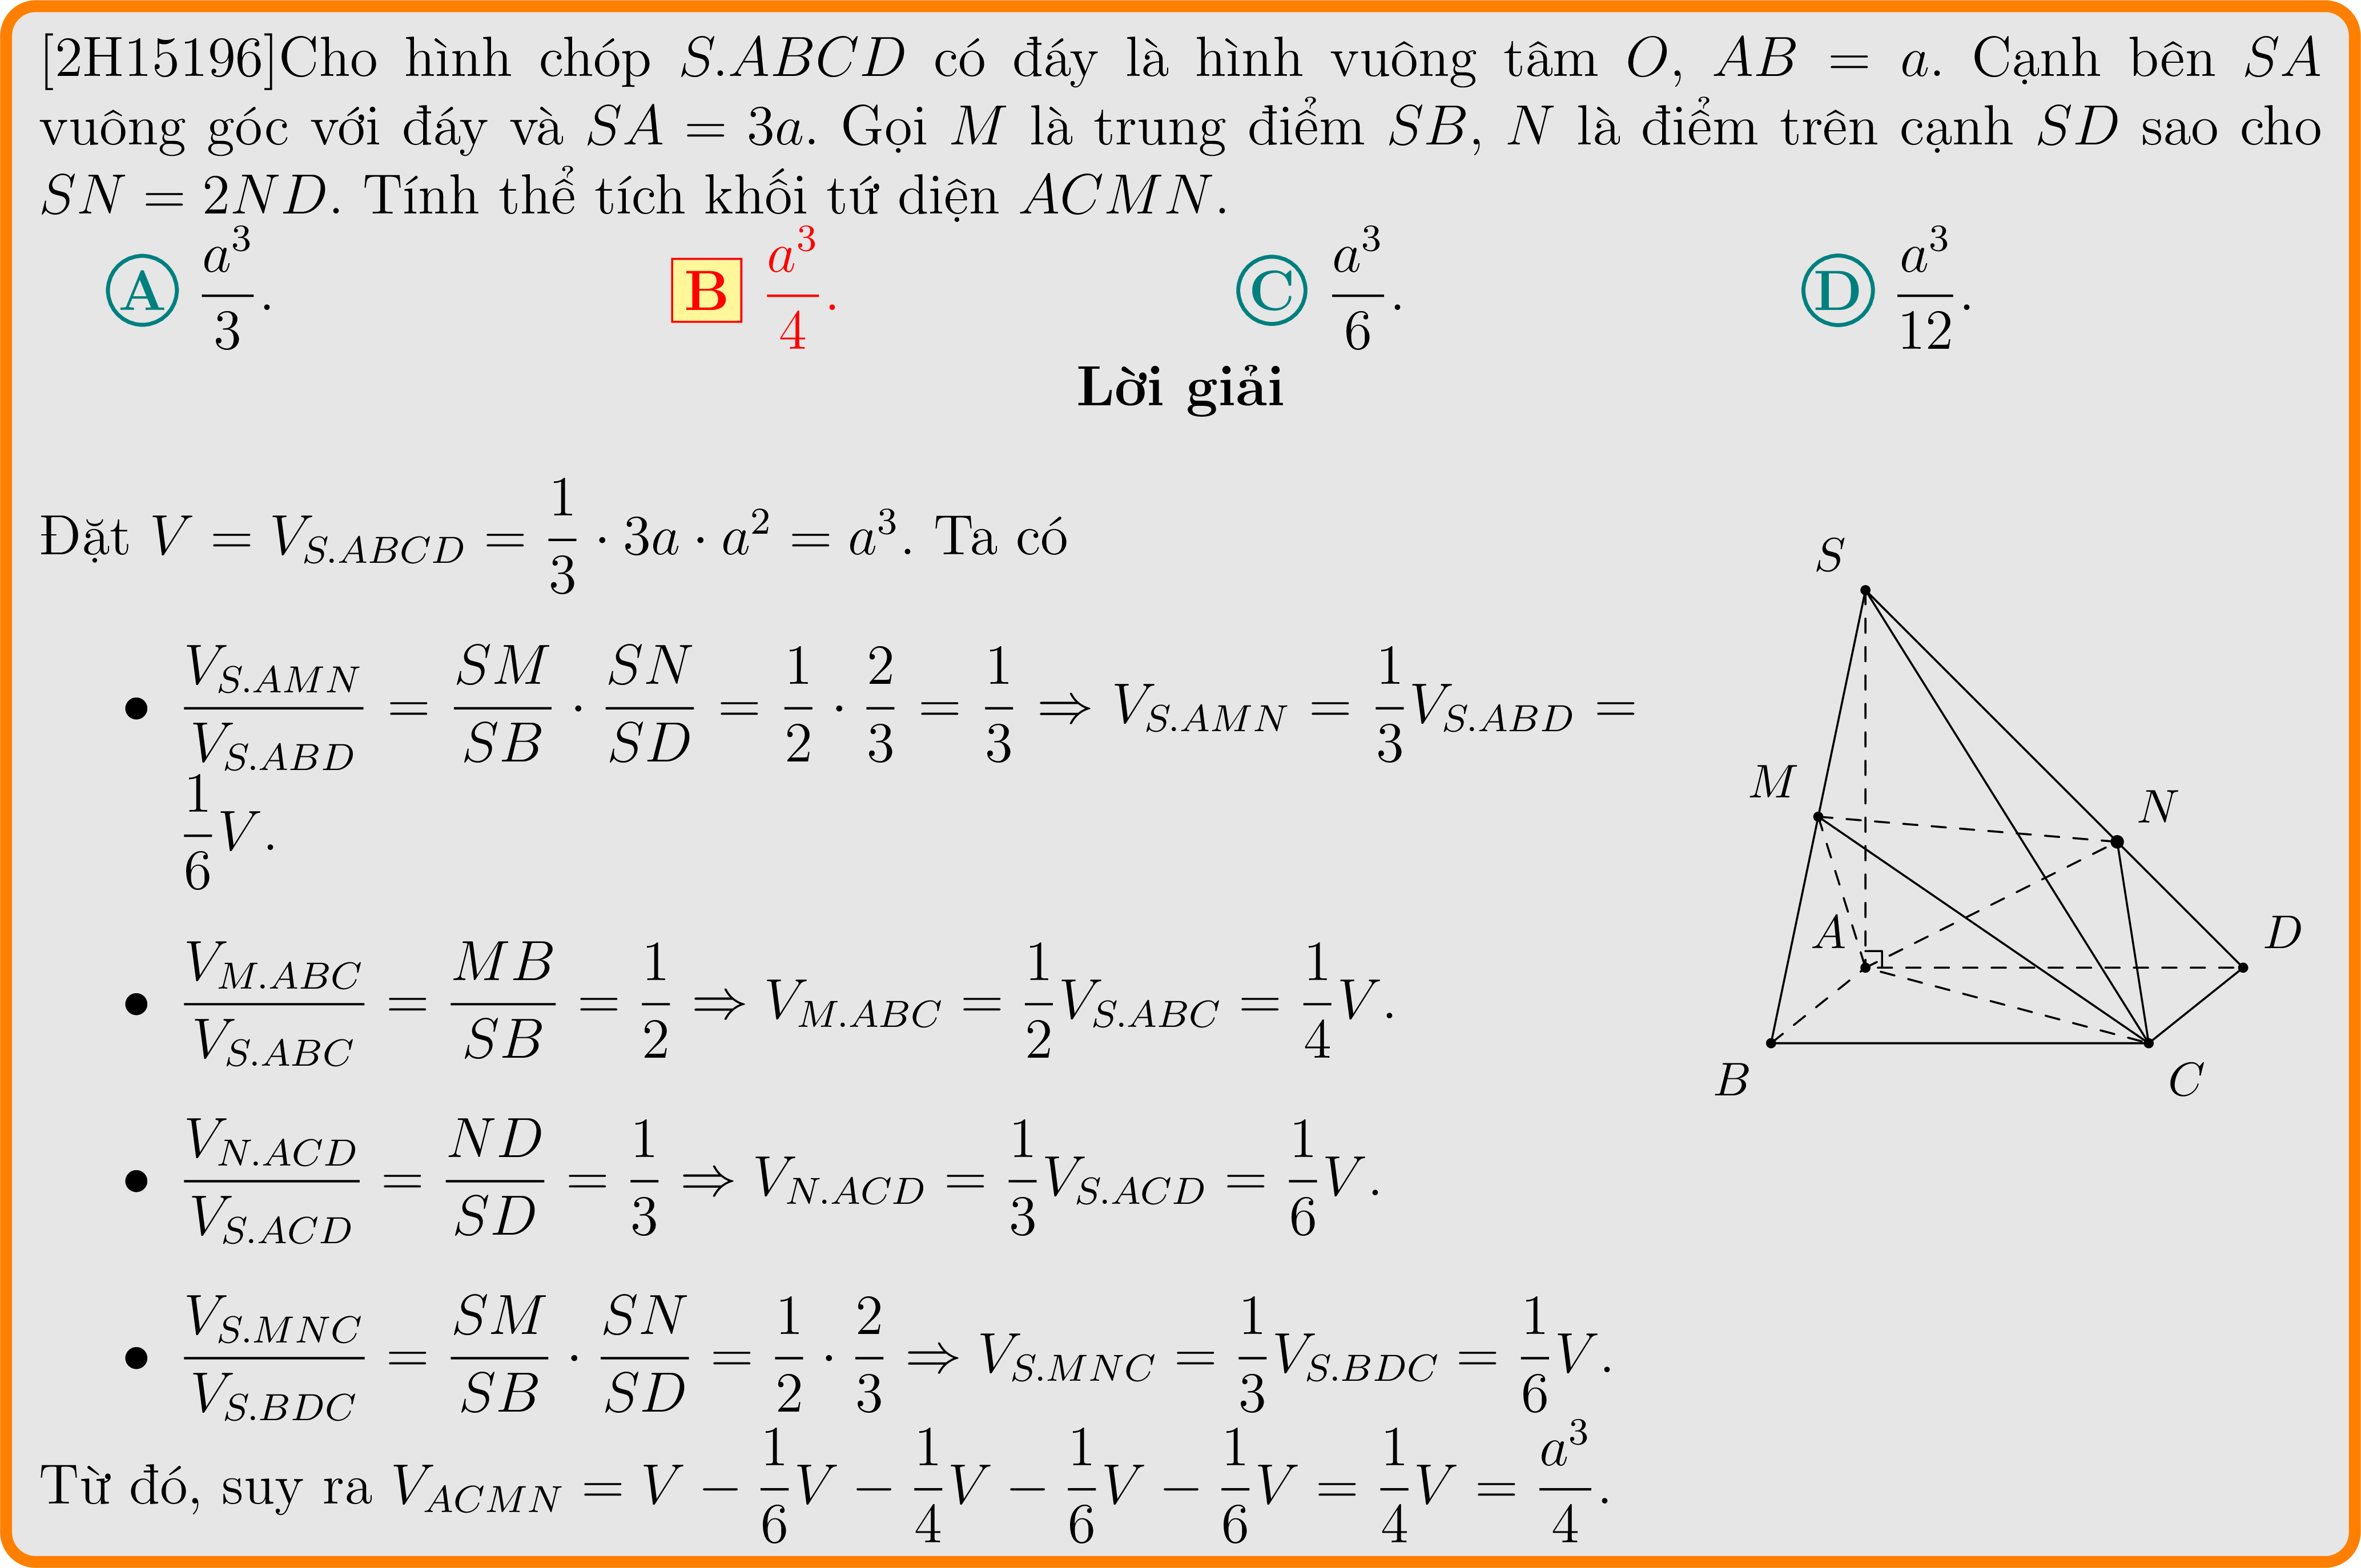 [2H15196]Cho hình chóp S.ABCD có đáy là hình vuông tâm O, AB = a. Cạnh bên SA
vuông góc với đáy và SA = 3a. Gọi M là trung điểm SB, N là điểm trên cạnh SD sao cho
SN = 2ND. Tính thể tích khối tứ diện ACMN.
A $\frac{a^3}{3}$. B $\frac{a^3}{4}$. C $\frac{a^3}{6}$. D $\frac{a^3}{12}$.
Lời giải
Đặt $V = V_{S.ABCD} = \frac{1}{3} \cdot 3a \cdot a^2 = a^3$. Ta có
• $\frac{V_{S.AMN}}{V_{S.ABD}} = \frac{SM}{SB} \cdot \frac{SN}{SD} = \frac{1}{2} \cdot \frac{2}{3} = \frac{1}{3} \Rightarrow V_{S.AMN} = \frac{1}{3}V_{S.ABD} =$
$\frac{1}{6}V$.
• $\frac{V_{M.ABC}}{V_{S.ABC}} = \frac{MB}{SB} = \frac{1}{2} \Rightarrow V_{M.ABC} = \frac{1}{2}V_{S.ABC} = \frac{1}{4}V$.
• $\frac{V_{N.ACD}}{V_{S.ACD}} = \frac{ND}{SD} = \frac{1}{3} \Rightarrow V_{N.ACD} = \frac{1}{3}V_{S.ACD} = \frac{1}{6}V$.
• $\frac{V_{S.MNC}}{V_{S.BDC}} = \frac{SM}{SB} \cdot \frac{SN}{SD} = \frac{1}{2} \cdot \frac{2}{3} \Rightarrow V_{S.MNC} = \frac{1}{3}V_{S.BDC} = \frac{1}{6}V$.
Từ đó, suy ra $V_{ACMN} = V - \frac{1}{6}V - \frac{1}{4}V - \frac{1}{6}V - \frac{1}{6}V = \frac{1}{4}V = \frac{a^3}{4}$.
S
M
N
A
D
B
C